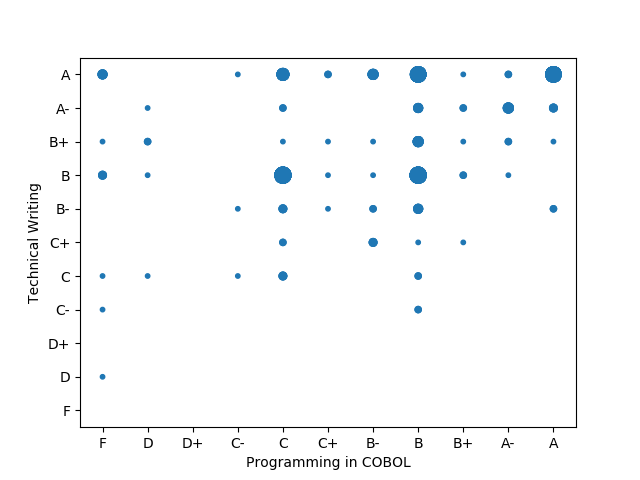 A
A-
B+
B
B-
C+
C
C-
D+
D
F
Technical Writing
F D D+ C- C C+ B- B B+ A- A
Programming in COBOL